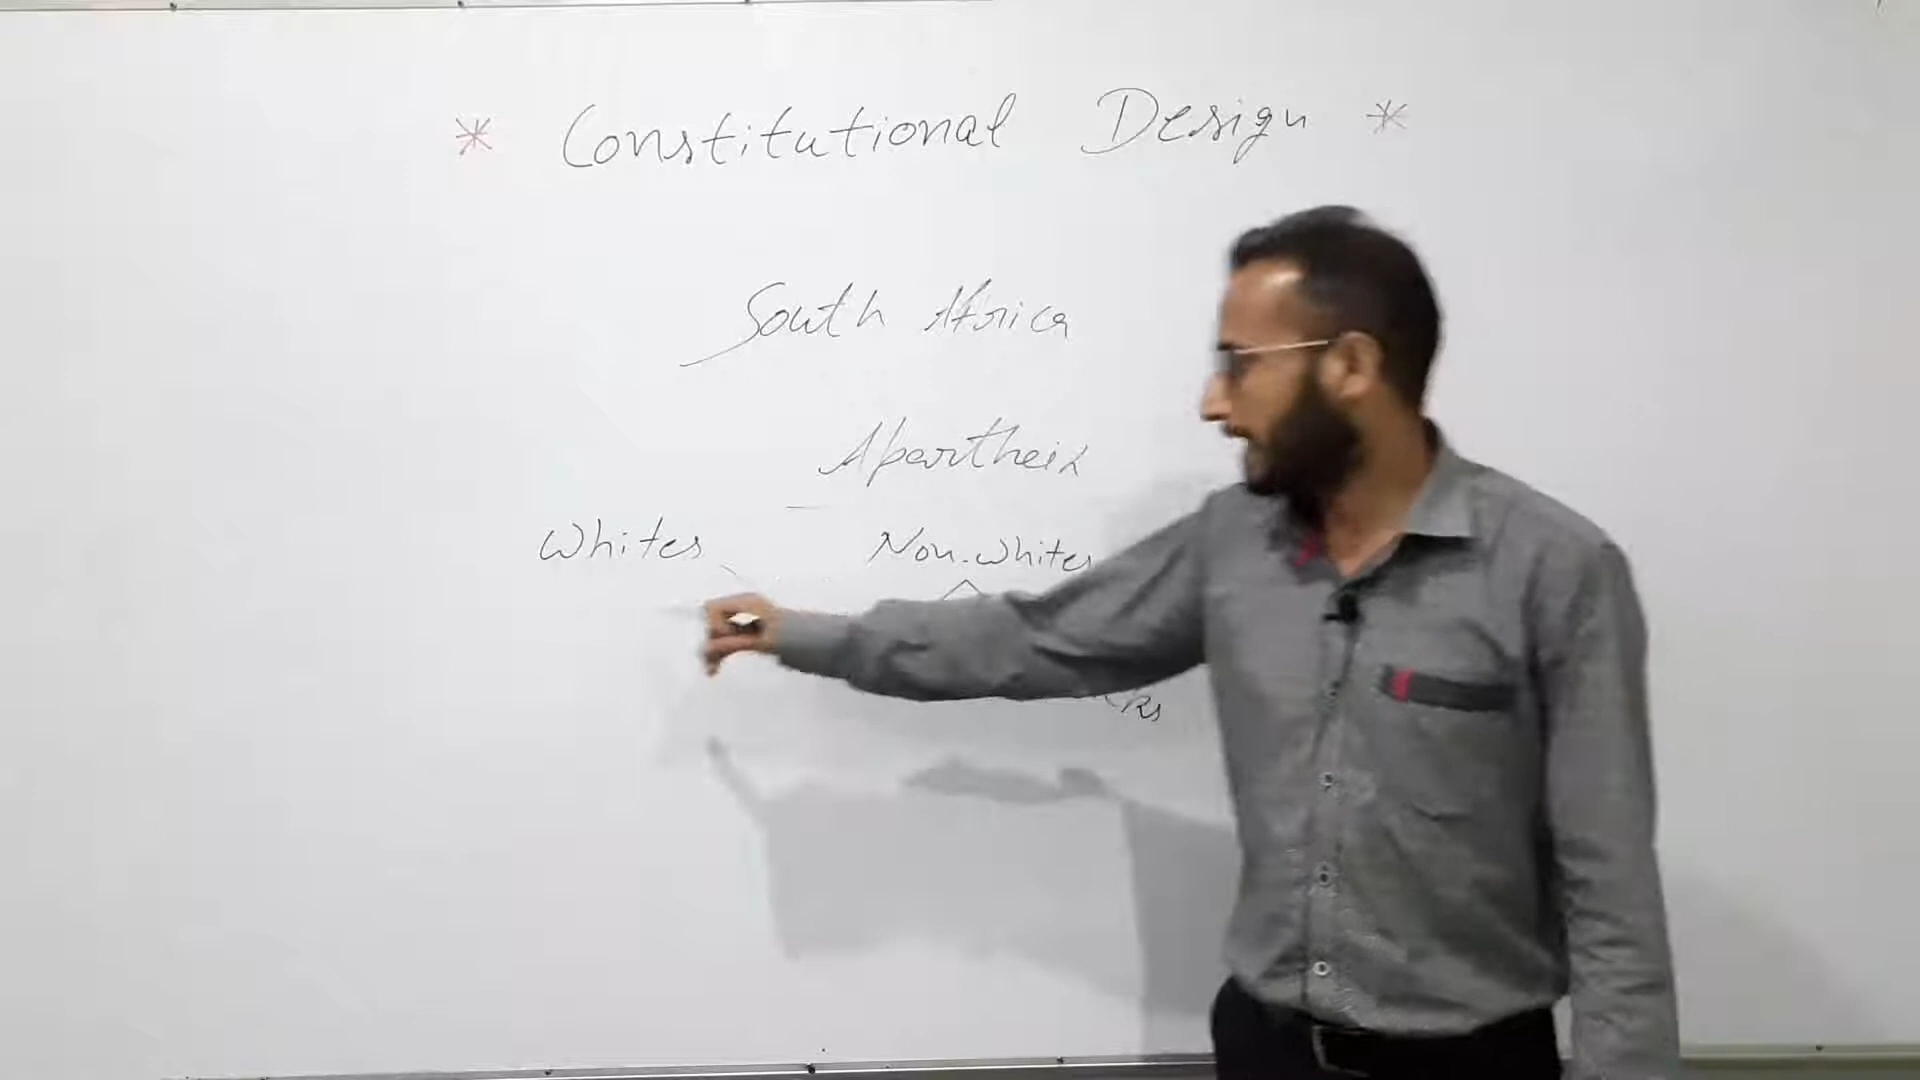 * Constitutional Design *
South Africa
Apartheid
Whites Non-whites